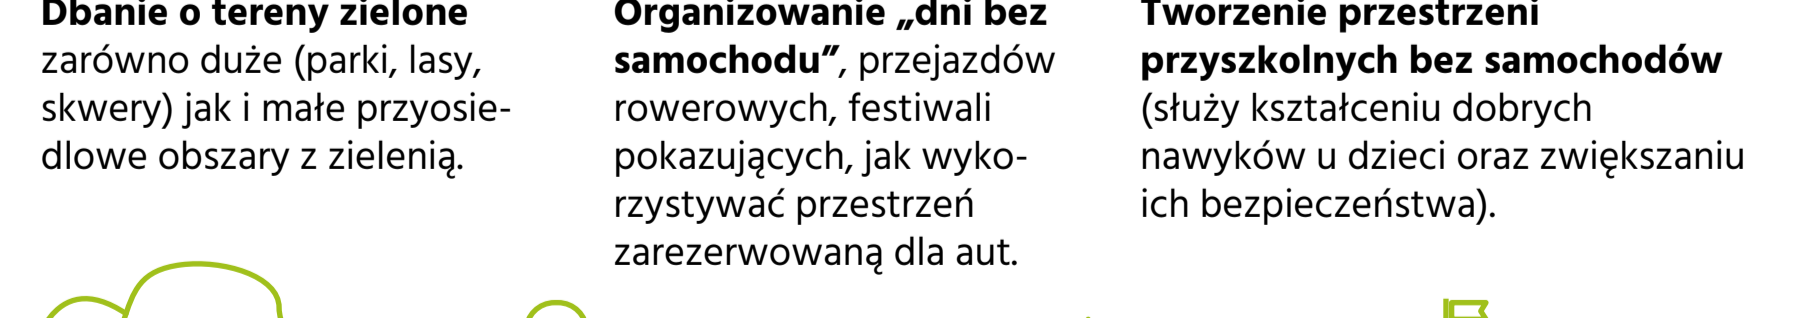 Dbanie o tereny zielone
zarówno duże (parki, lasy,
skwery) jak i małe przyosie-
dlowe obszary z zielenią.
Organizowanie „dni bez
samochodu”, przejazdów
rowerowych, festiwali
pokazujących, jak wyko-
rzystywać przestrzeń
zarezerwowaną dla aut.
Tworzenie przestrzeni
przyszkolnych bez samochodów
(służy kształceniu dobrych
nawyków u dzieci oraz zwiększaniu
ich bezpieczeństwa).